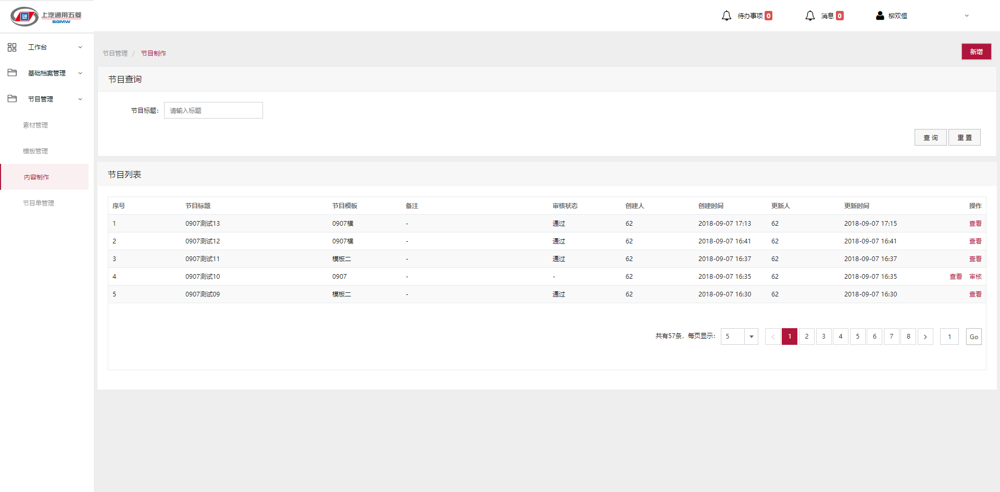 上汽通用五菱
SGMW
待办事项 0
消息 0
柳双恒
工作台
基础档案管理
节目管理
素材管理
模板管理
内容制作
节目单管理
节目管理 / 节目制作
新增
节目查询
节目标题: 请输入标题
查 询 重 置
节目列表
序号 节目标题 节目模板 备注 审核状态 创建人 创建时间 更新人 更新时间 操作
1 0907测试13 0907横 - 通过 62 2018-09-07 17:13 62 2018-09-07 17:15 查看
2 0907测试12 0907横 - 通过 62 2018-09-07 16:41 62 2018-09-07 16:41 查看
3 0907测试11 模板二 - 通过 62 2018-09-07 16:37 62 2018-09-07 16:37 查看
4 0907测试10 0907 - - 62 2018-09-07 16:35 62 2018-09-07 16:35 查看 审核
5 0907测试09 模板二 - 通过 62 2018-09-07 16:30 62 2018-09-07 16:30 查看
共有57条，每页显示: 5 < 1 2 3 4 5 6 7 8 > 1 Go